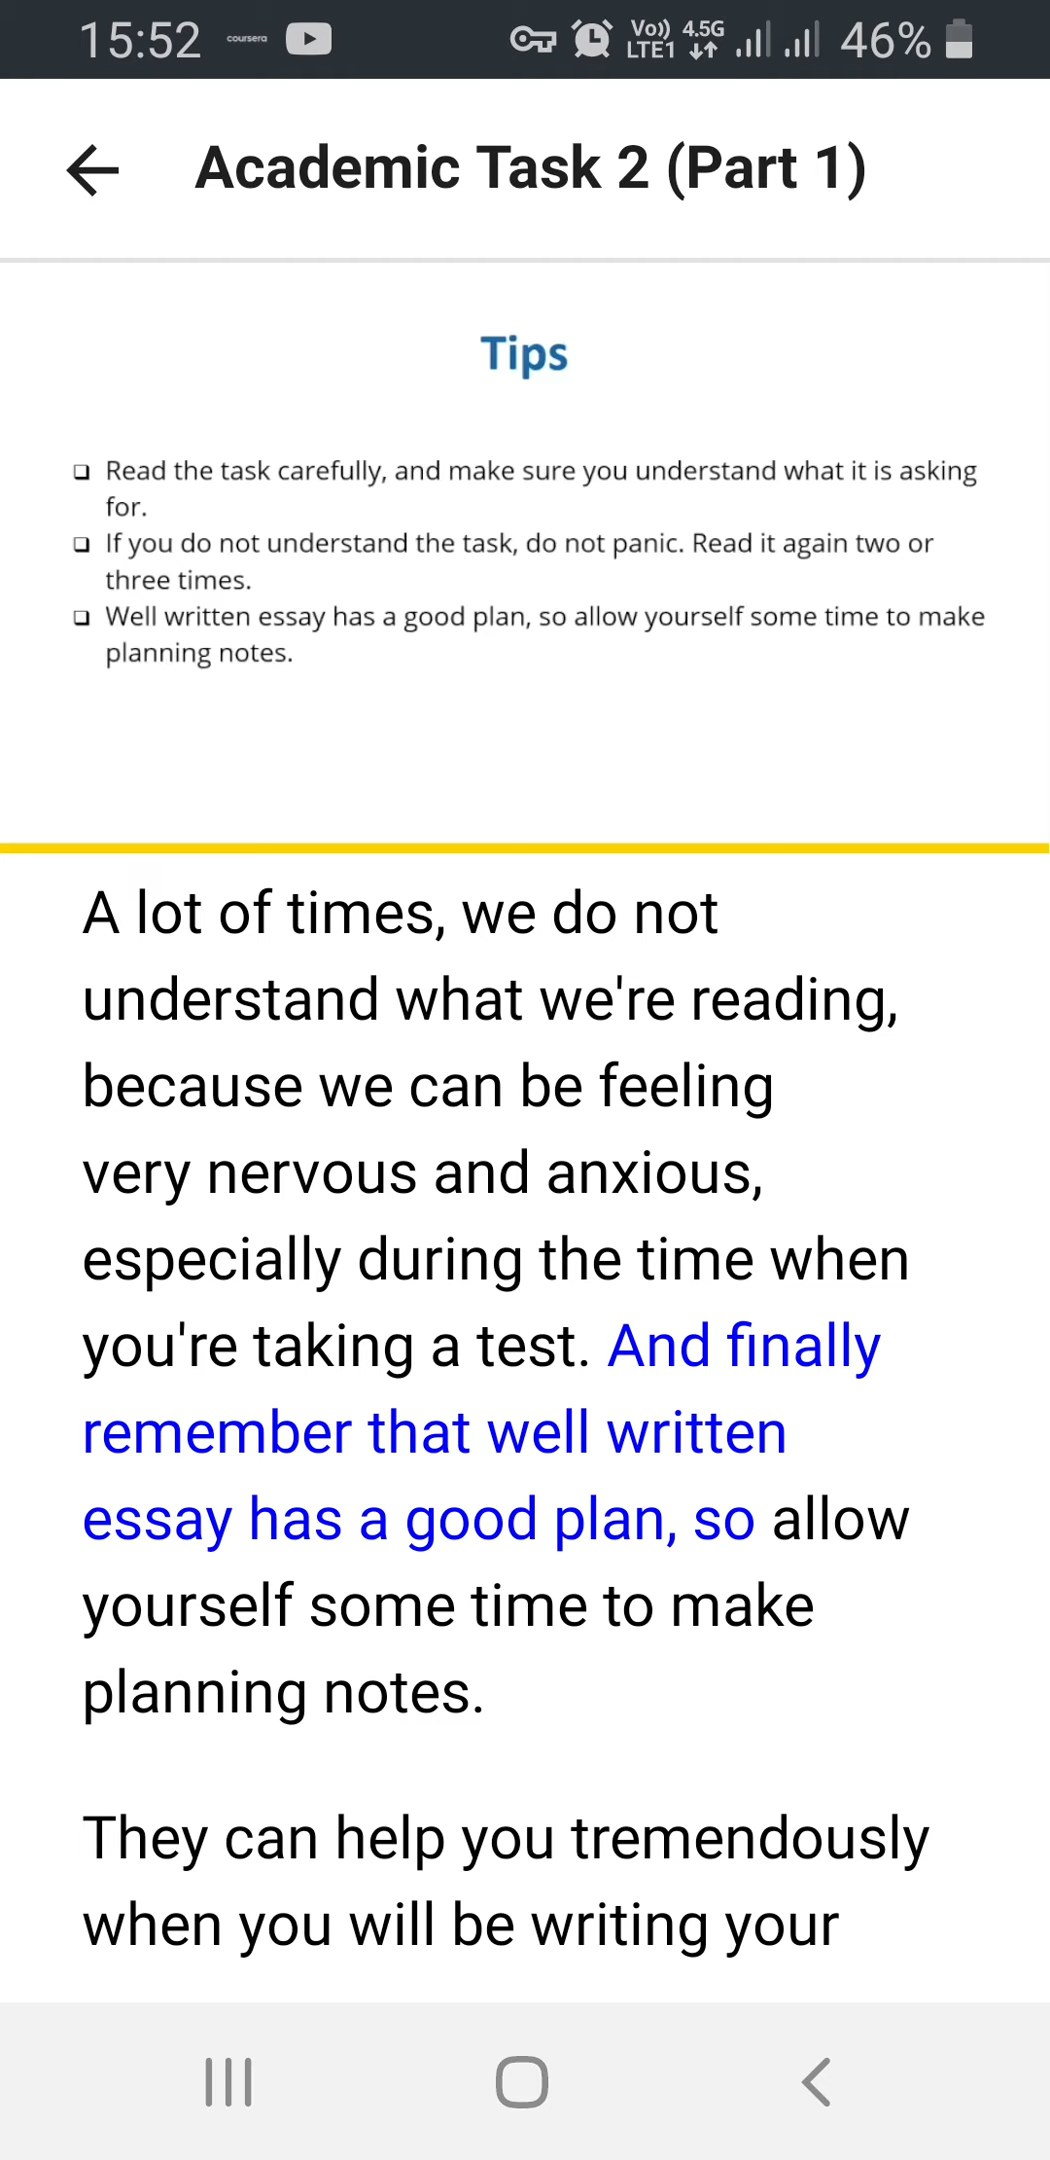 15:52 coursera Vo)) LTE1 4.5G 46%
Academic Task 2 (Part 1)
Tips
❑ Read the task carefully, and make sure you understand what it is asking
for.
❑ If you do not understand the task, do not panic. Read it again two or
three times.
❑ Well written essay has a good plan, so allow yourself some time to make
planning notes.
A lot of times, we do not
understand what we're reading,
because we can be feeling
very nervous and anxious,
especially during the time when
you're taking a test. And finally
remember that well written
essay has a good plan, so allow
yourself some time to make
planning notes.
They can help you tremendously
when you will be writing your